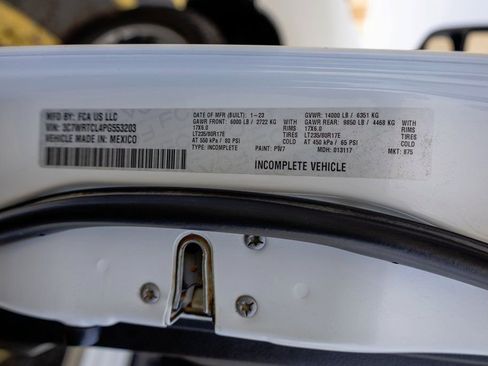 MFD BY: FCA US LLC
VIN: 3C7WRTCL4PG553203
VEHICLE MADE IN: MEXICO
DATE OF MFR (BUILT): 1-23
GAWR FRONT: 6000 LB / 2722 KG WITH
17X6.0 RIMS
LT235/80R17E TIRES
AT 550 kPa / 80 PSI COLD
TYPE: INCOMPLETE PAINT: PW7
GVWR: 14000 LB / 6351 KG
GAWR REAR: 9850 LB / 4468 KG WITH
17X6.0 RIMS
LT235/80R17E TIRES
AT 450 kPa / 65 PSI COLD
MDH: 013117 MKT: 875
INCOMPLETE VEHICLE